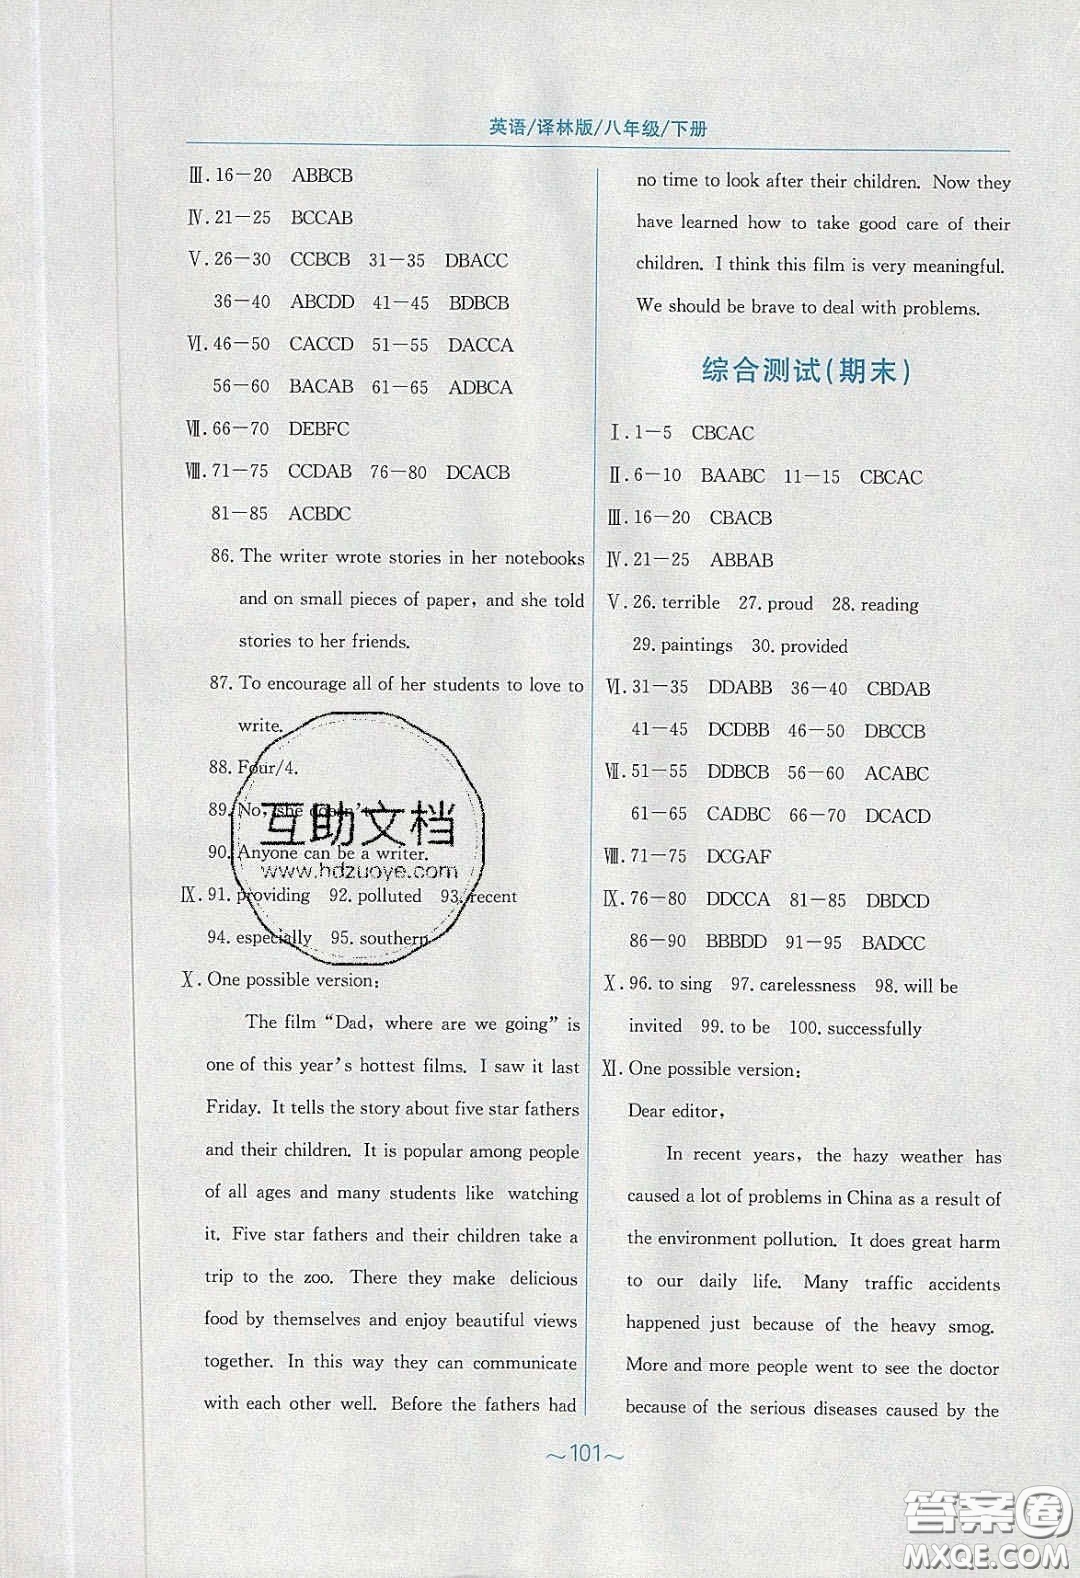 英语/译林版/八年级/下册
Ⅲ. 16—20 ABBCB
Ⅳ. 21—25 BCCAB
Ⅴ. 26—30 CCBCB 31—35 DBACC
36—40 ABCDD 41—45 BDBCB
Ⅵ. 46—50 CACCD 51—55 DACCA
56—60 BACAB 61—65 ADBCA
Ⅶ. 66—70 DEBFC
Ⅷ. 71—75 CCDAB 76—80 DCACB
81—85 ACBDC
86. The writer wrote stories in her notebooks
and on small pieces of paper, and she told
stories to her friends.
87. To encourage all of her students to love to
write.
88. Four/4.
89. No, she doesn't
90. Anyone can be a writer.
Ⅸ. 91. providing 92. polluted 93. recent
94. especially 95. southern
Ⅹ. One possible version:
The film “Dad, where are we going” is
one of this year's hottest films. I saw it last
Friday. It tells the story about five star fathers
and their children. It is popular among people
of all ages and many students like watching
it. Five star fathers and their children take a
trip to the zoo. There they make delicious
food by themselves and enjoy beautiful views
together. In this way they can communicate
with each other well. Before the fathers had
no time to look after their children. Now they
have learned how to take good care of their
children. I think this film is very meaningful.
We should be brave to deal with problems.
综合测试(期末)
Ⅰ. 1—5 CBCAC
Ⅱ. 6—10 BAABC 11—15 CBCAC
Ⅲ. 16—20 CBACB
Ⅳ. 21—25 ABBAB
Ⅴ. 26. terrible 27. proud 28. reading
29. paintings 30. provided
Ⅵ. 31—35 DDABB 36—40 CBDAB
41—45 DCDBB 46—50 DBCCB
Ⅶ. 51—55 DDBCB 56—60 ACABC
61—65 CADBC 66—70 DCACD
Ⅷ. 71—75 DCGAF
Ⅸ. 76—80 DDCCA 81—85 DBDCD
86—90 BBBDD 91—95 BADCC
Ⅹ. 96. to sing 97. carelessness 98. will be
invited 99. to be 100. successfully
Ⅺ. One possible version:
Dear editor,
In recent years, the hazy weather has
caused a lot of problems in China as a result of
the environment pollution. It does great harm
to our daily life. Many traffic accidents
happened just because of the heavy smog.
More and more people went to see the doctor
because of the serious diseases caused by the
~101~
互助文档
www.hdzuoye.com
答案圈
MXQE.COM